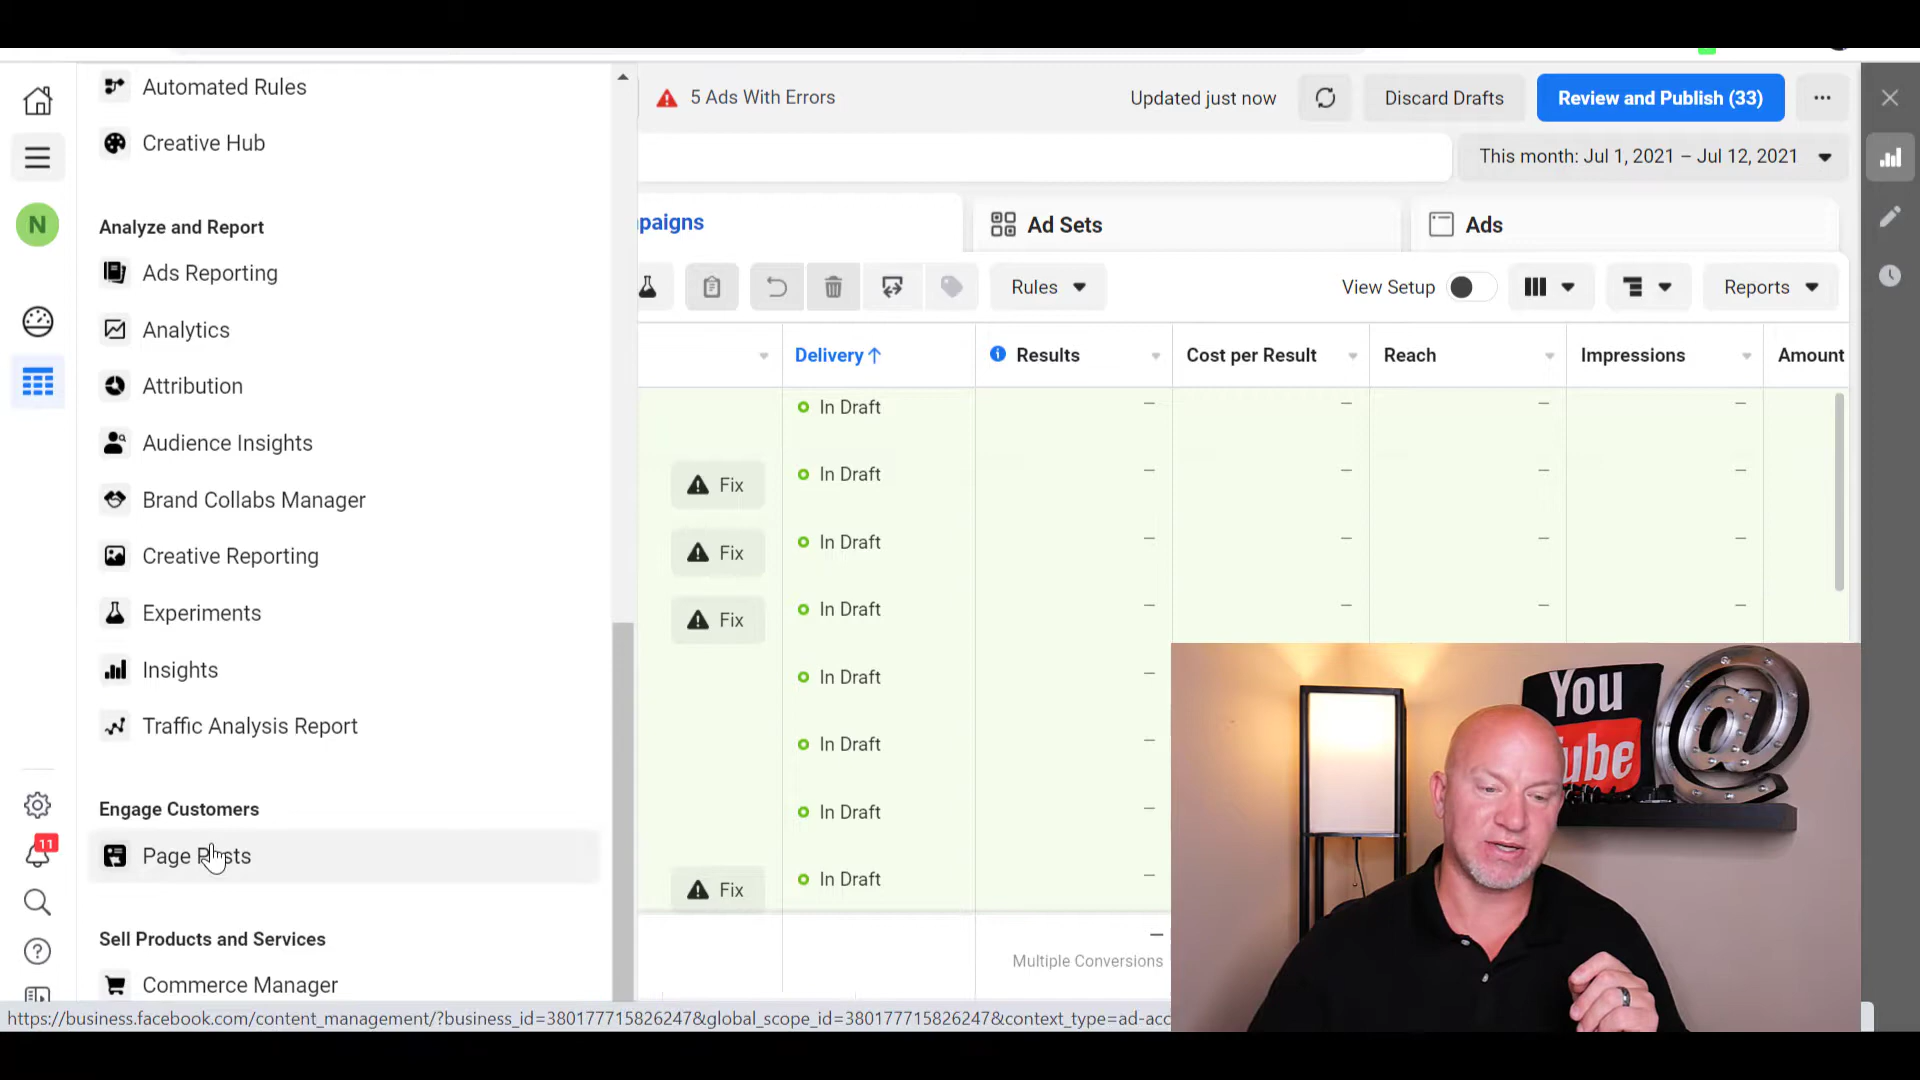 Automated Rules
Creative Hub
Analyze and Report
Ads Reporting
Analytics
Attribution
Audience Insights
Brand Collabs Manager
Creative Reporting
Experiments
Insights
Traffic Analysis Report
Engage Customers
Page Posts
Sell Products and Services
Commerce Manager
N
11
5 Ads With Errors
Updated just now
Discard Drafts
Review and Publish (33)
This month: Jul 1, 2021 – Jul 12, 2021
paigns
Ad Sets
Ads
Rules
View Setup
Reports
Delivery↑
Results
Cost per Result
Reach
Impressions
Amount
In Draft
— — — —
Fix
In Draft
— — — —
Fix
In Draft
— — — —
Fix
In Draft
— — — —
In Draft
—
In Draft
—
In Draft
—
Fix
In Draft
—
—
Multiple Conversions
You
Tube
@
https://business.facebook.com/content_management/?business_id=380177715826247&global_scope_id=380177715826247&context_type=ad-acc